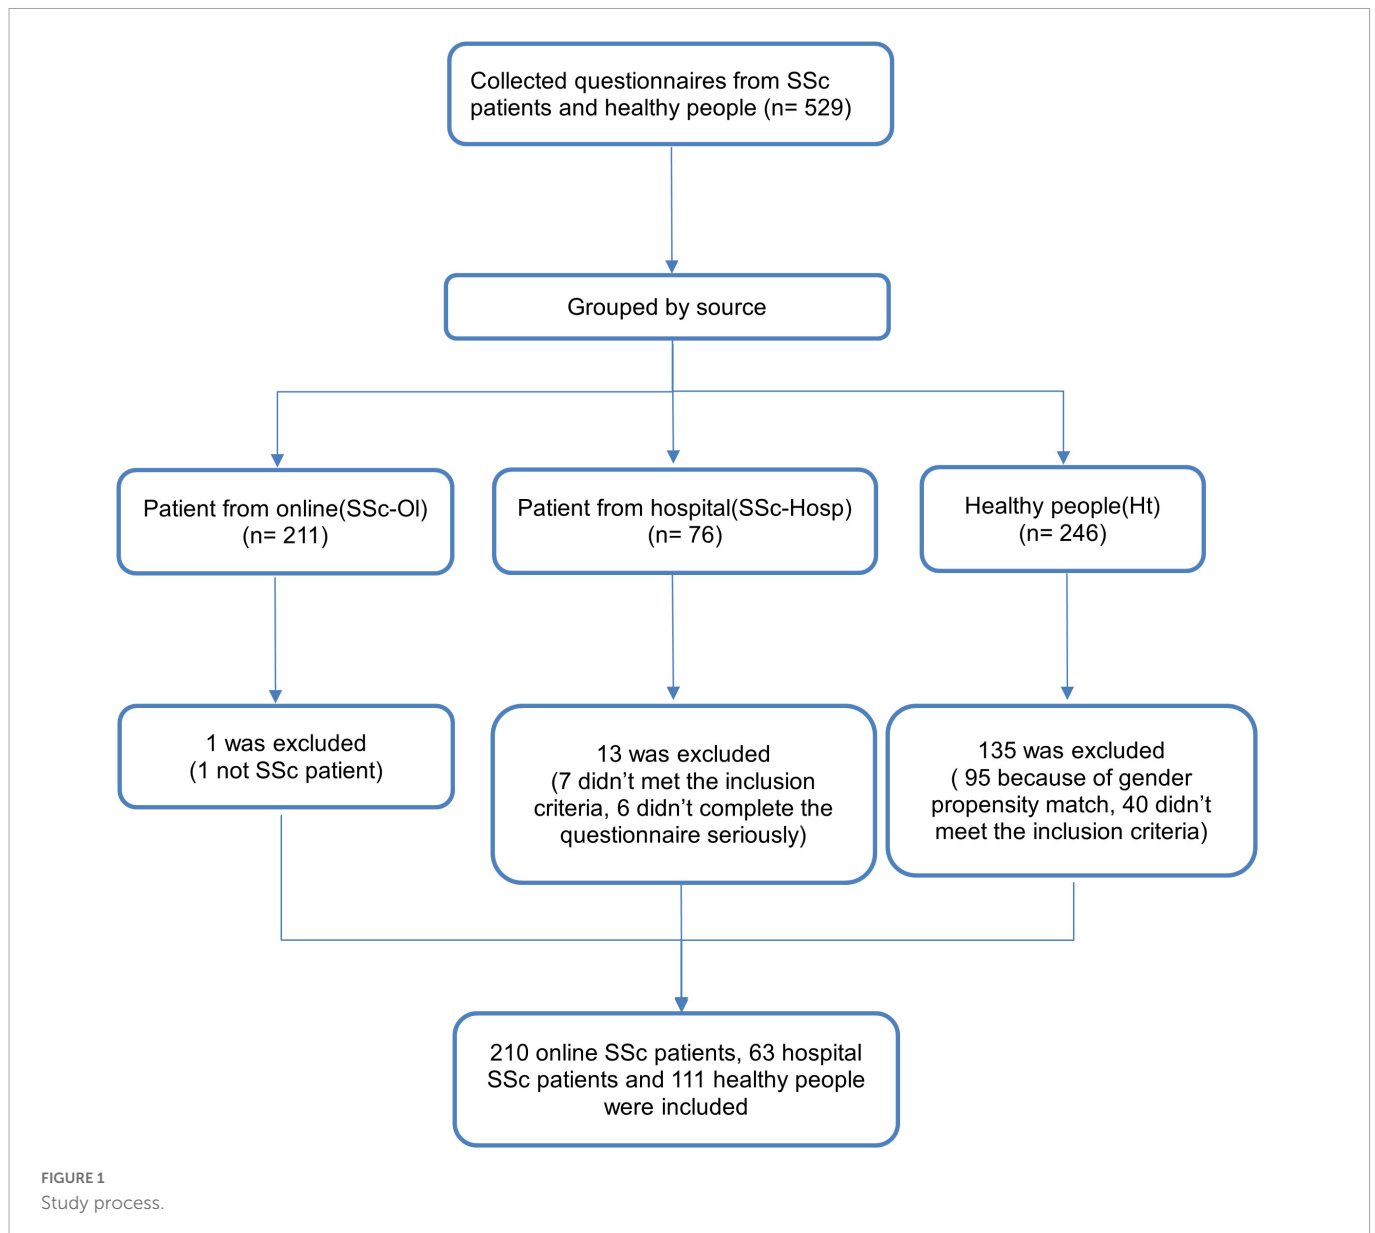 Collected questionnaires from SSc
patients and healthy people (n= 529)
Grouped by source
Patient from online(SSc-Ol)
(n= 211)
Patient from hospital(SSc-Hosp)
(n= 76)
Healthy people(Ht)
(n= 246)
1 was excluded
(1 not SSc patient)
13 was excluded
(7 didn’t met the inclusion
criteria, 6 didn’t complete the
questionnaire seriously)
135 was excluded
( 95 because of gender
propensity match, 40 didn’t
meet the inclusion criteria)
210 online SSc patients, 63 hospital
SSc patients and 111 healthy people
were included
FIGURE 1
Study process.